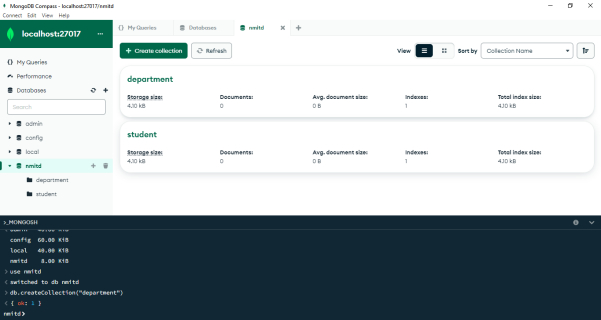 MongoDB Compass - localhost:27017/nmitd
Connect Edit View Help
localhost:27017 ...
My Queries
Databases
nmitd
My Queries
Performance
Databases
Search
admin
config
local
nmitd
department
student
Create collection
Refresh
View
Sort by
Collection Name
department
Storage size: Documents: Avg. document size: Indexes: Total index size:
4.10 kB 0 0 B 1 4.10 kB
student
Storage size: Documents: Avg. document size: Indexes: Total index size:
4.10 kB 0 0 B 1 4.10 kB
>_MONGOSH
config 60.00 KiB
local 40.00 KiB
nmitd 8.00 KiB
> use nmitd
< switched to db nmitd
> db.createCollection("department")
< { ok: 1 }
nmitd>